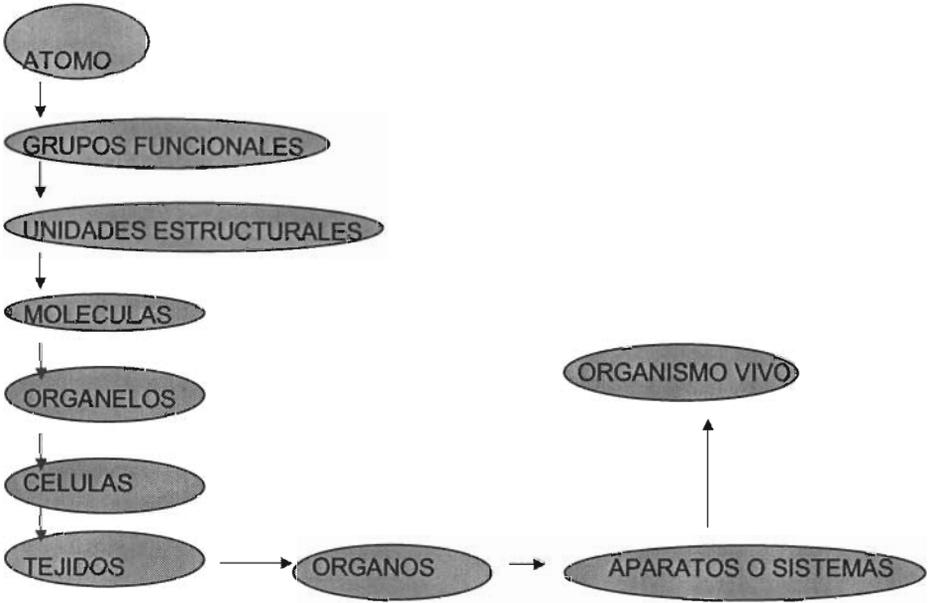 ATOMO
GRUPOS FUNCIONALES
UNIDADES ESTRUCTURALES
MOLECULAS
ORGANELOS
CELULAS
TEJIDOS
ORGANOS
APARATOS O SISTEMAS
ORGANISMO VIVO